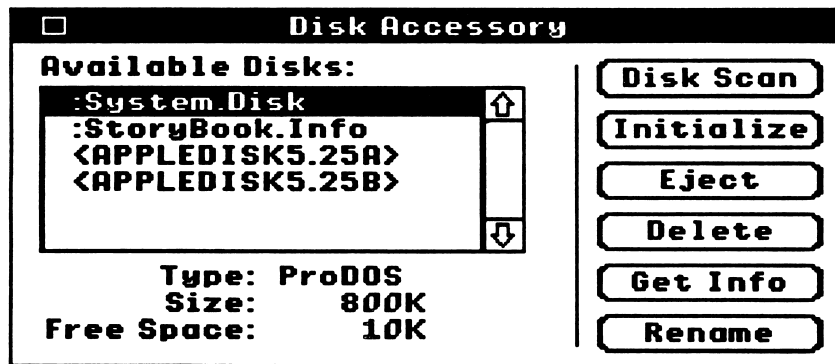 Disk Accessory
Available Disks:
:System.Disk
:StoryBook.Info
<APPLEDISK5.25A>
<APPLEDISK5.25B>
Type: ProDOS
Size: 800K
Free Space: 10K
Disk Scan
Initialize
Eject
Delete
Get Info
Rename